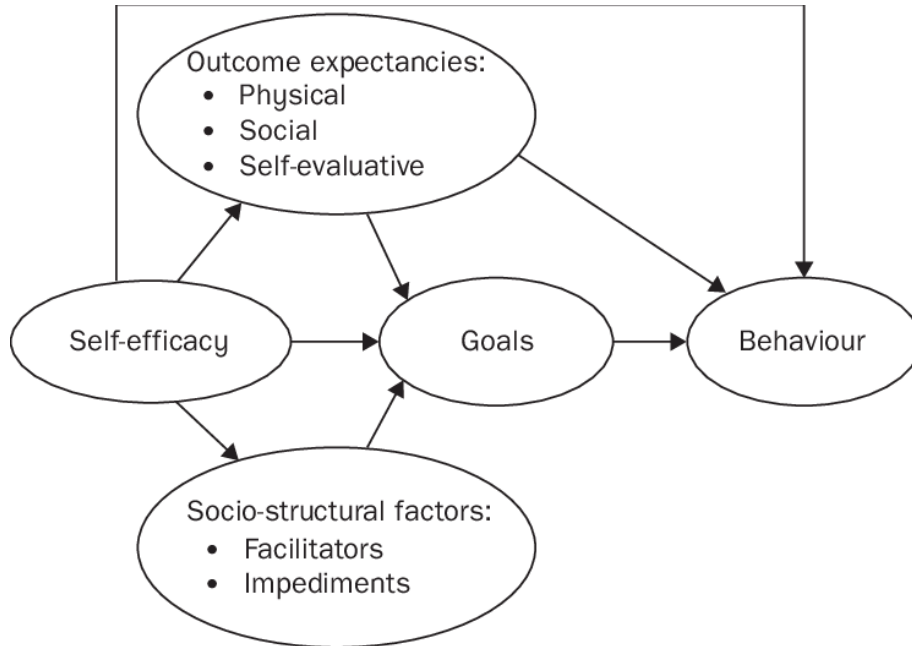 Outcome expectancies:
• Physical
• Social
• Self-evaluative
Self-efficacy
Goals
Behaviour
Socio-structural factors:
• Facilitators
• Impediments